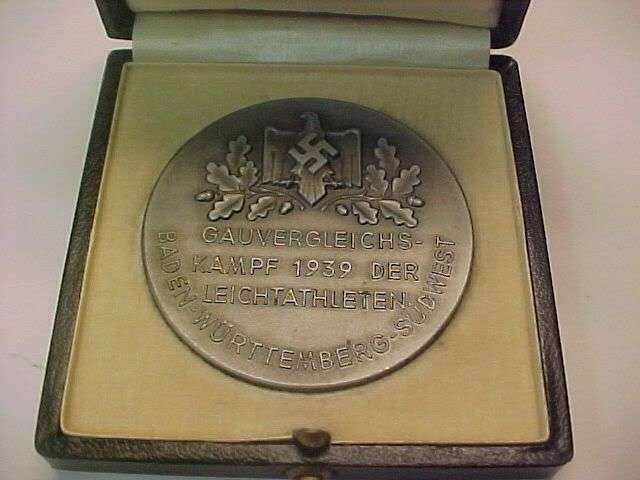 GAUVERGLEICHS-
KAMPF 1939 DER
LEICHTATHLETEN
BADEN-WÜRTTEMBERG-SÜDWEST